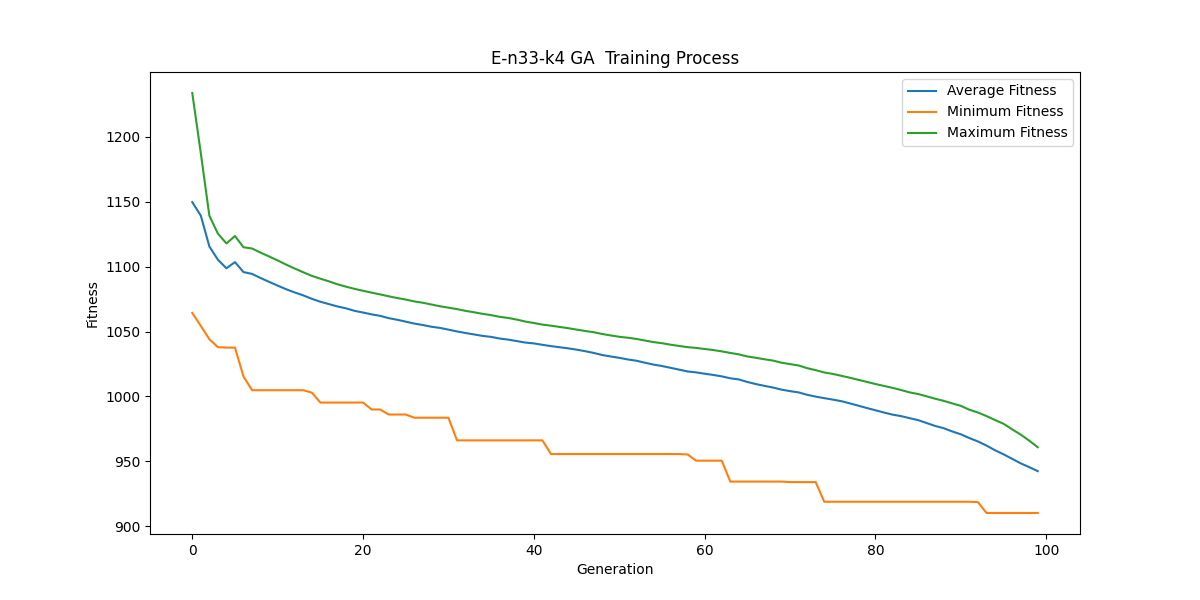 E-n33-k4 GA  Training Process
Average Fitness
Minimum Fitness
Maximum Fitness
Fitness
1200
1150
1100
1050
1000
950
900
0 20 40 60 80 100
Generation